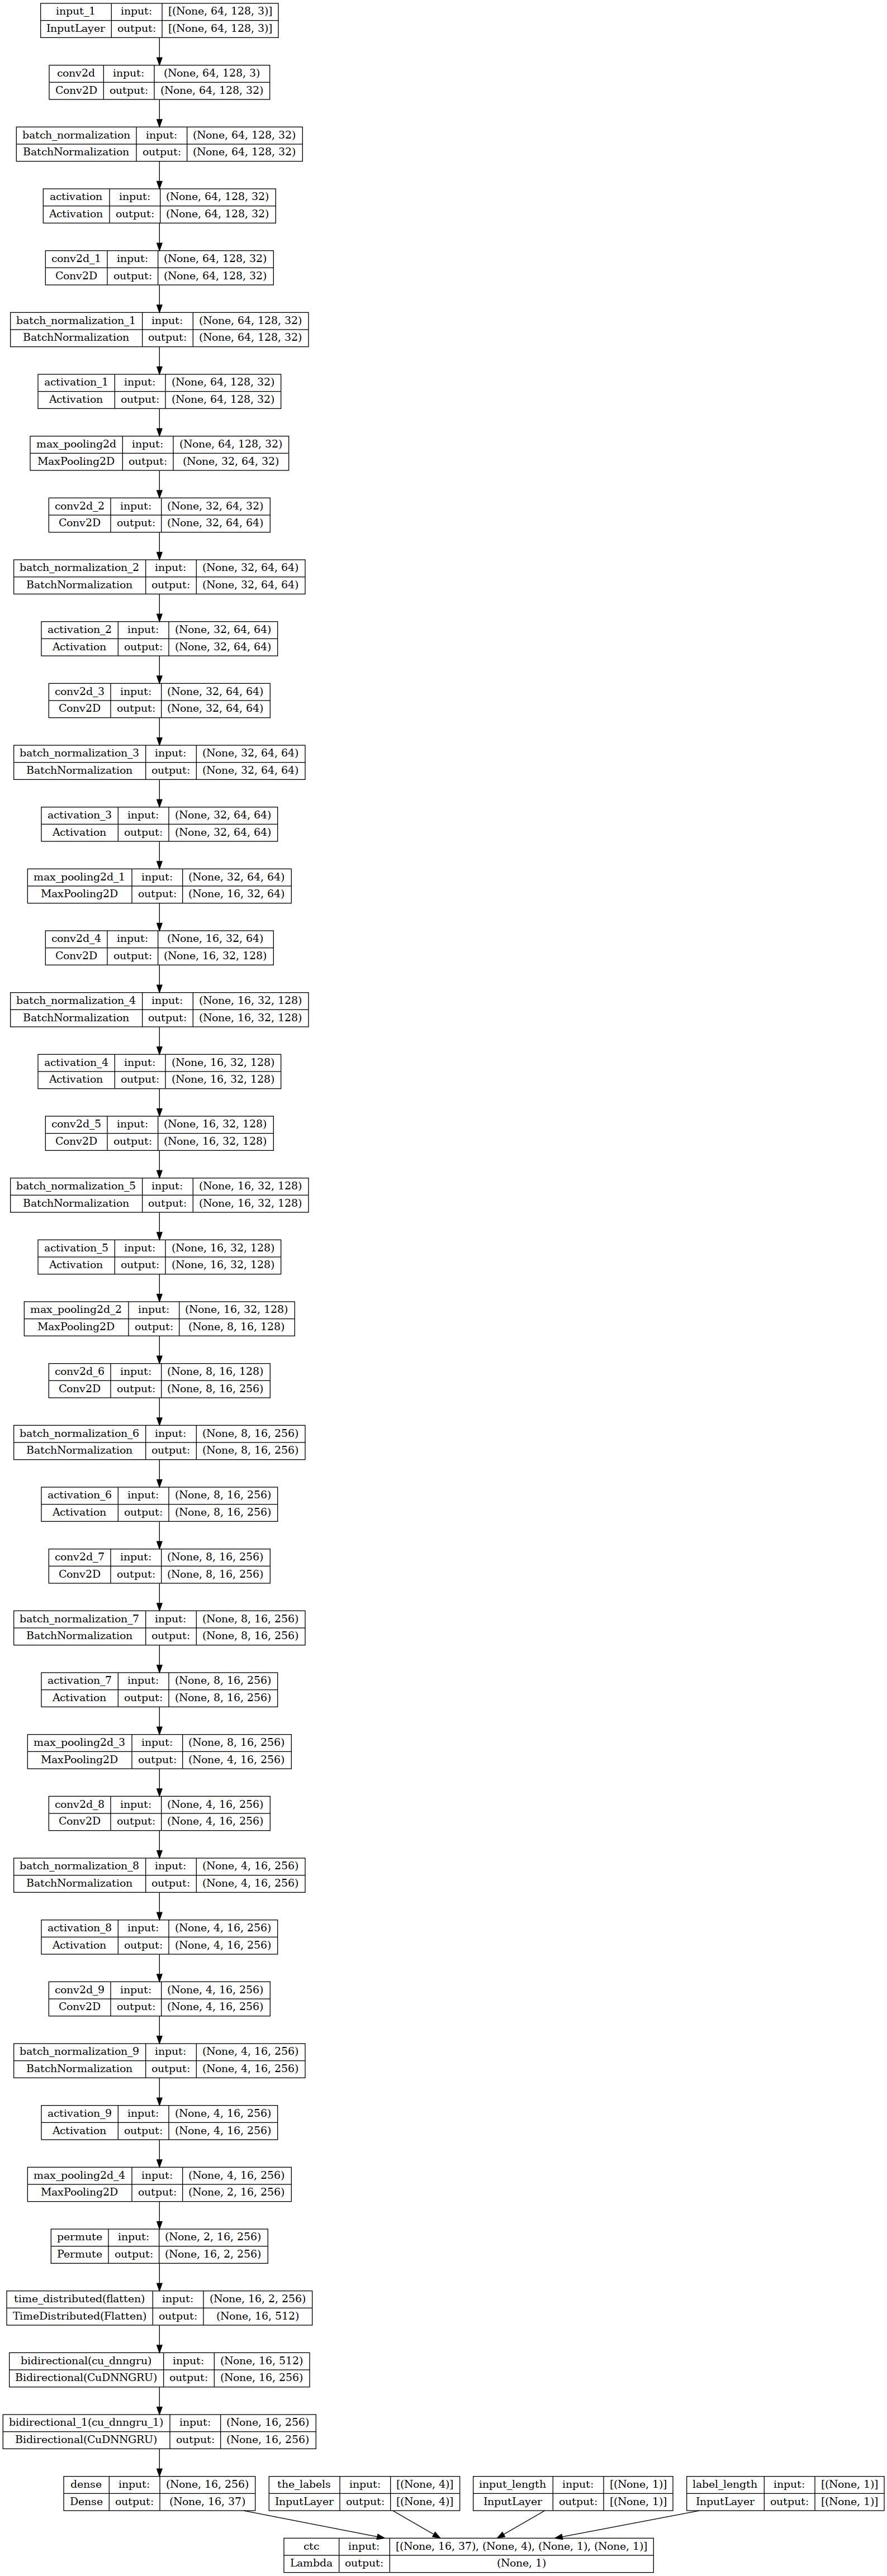 input_1 input: [(None, 64, 128, 3)]
InputLayer output: [(None, 64, 128, 3)]
conv2d input: (None, 64, 128, 3)
Conv2D output: (None, 64, 128, 32)
batch_normalization input: (None, 64, 128, 32)
BatchNormalization output: (None, 64, 128, 32)
activation input: (None, 64, 128, 32)
Activation output: (None, 64, 128, 32)
conv2d_1 input: (None, 64, 128, 32)
Conv2D output: (None, 64, 128, 32)
batch_normalization_1 input: (None, 64, 128, 32)
BatchNormalization output: (None, 64, 128, 32)
activation_1 input: (None, 64, 128, 32)
Activation output: (None, 64, 128, 32)
max_pooling2d input: (None, 64, 128, 32)
MaxPooling2D output: (None, 32, 64, 32)
conv2d_2 input: (None, 32, 64, 32)
Conv2D output: (None, 32, 64, 64)
batch_normalization_2 input: (None, 32, 64, 64)
BatchNormalization output: (None, 32, 64, 64)
activation_2 input: (None, 32, 64, 64)
Activation output: (None, 32, 64, 64)
conv2d_3 input: (None, 32, 64, 64)
Conv2D output: (None, 32, 64, 64)
batch_normalization_3 input: (None, 32, 64, 64)
BatchNormalization output: (None, 32, 64, 64)
activation_3 input: (None, 32, 64, 64)
Activation output: (None, 32, 64, 64)
max_pooling2d_1 input: (None, 32, 64, 64)
MaxPooling2D output: (None, 16, 32, 64)
conv2d_4 input: (None, 16, 32, 64)
Conv2D output: (None, 16, 32, 128)
batch_normalization_4 input: (None, 16, 32, 128)
BatchNormalization output: (None, 16, 32, 128)
activation_4 input: (None, 16, 32, 128)
Activation output: (None, 16, 32, 128)
conv2d_5 input: (None, 16, 32, 128)
Conv2D output: (None, 16, 32, 128)
batch_normalization_5 input: (None, 16, 32, 128)
BatchNormalization output: (None, 16, 32, 128)
activation_5 input: (None, 16, 32, 128)
Activation output: (None, 16, 32, 128)
max_pooling2d_2 input: (None, 16, 32, 128)
MaxPooling2D output: (None, 8, 16, 128)
conv2d_6 input: (None, 8, 16, 128)
Conv2D output: (None, 8, 16, 256)
batch_normalization_6 input: (None, 8, 16, 256)
BatchNormalization output: (None, 8, 16, 256)
activation_6 input: (None, 8, 16, 256)
Activation output: (None, 8, 16, 256)
conv2d_7 input: (None, 8, 16, 256)
Conv2D output: (None, 8, 16, 256)
batch_normalization_7 input: (None, 8, 16, 256)
BatchNormalization output: (None, 8, 16, 256)
activation_7 input: (None, 8, 16, 256)
Activation output: (None, 8, 16, 256)
max_pooling2d_3 input: (None, 8, 16, 256)
MaxPooling2D output: (None, 4, 16, 256)
conv2d_8 input: (None, 4, 16, 256)
Conv2D output: (None, 4, 16, 256)
batch_normalization_8 input: (None, 4, 16, 256)
BatchNormalization output: (None, 4, 16, 256)
activation_8 input: (None, 4, 16, 256)
Activation output: (None, 4, 16, 256)
conv2d_9 input: (None, 4, 16, 256)
Conv2D output: (None, 4, 16, 256)
batch_normalization_9 input: (None, 4, 16, 256)
BatchNormalization output: (None, 4, 16, 256)
activation_9 input: (None, 4, 16, 256)
Activation output: (None, 4, 16, 256)
max_pooling2d_4 input: (None, 4, 16, 256)
MaxPooling2D output: (None, 2, 16, 256)
permute input: (None, 2, 16, 256)
Permute output: (None, 16, 2, 256)
time_distributed(flatten) input: (None, 16, 2, 256)
TimeDistributed(Flatten) output: (None, 16, 512)
bidirectional(cu_dnngru) input: (None, 16, 512)
Bidirectional(CuDNNGRU) output: (None, 16, 256)
bidirectional_1(cu_dnngru_1) input: (None, 16, 256)
Bidirectional(CuDNNGRU) output: (None, 16, 256)
dense input: (None, 16, 256) the_labels input: [(None, 4)] input_length input: [(None, 1)] label_length input: [(None, 1)]
Dense output: (None, 16, 37) InputLayer output: [(None, 4)] InputLayer output: [(None, 1)] InputLayer output: [(None, 1)]
ctc input: [(None, 16, 37), (None, 4), (None, 1), (None, 1)]
Lambda output: (None, 1)